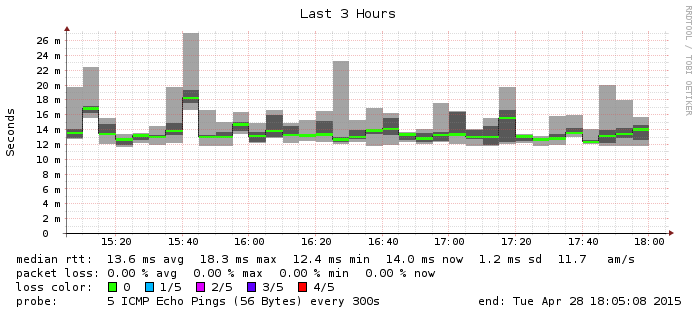 Last 3 Hours
RRDTOOL / TOBI OETIKER
Seconds
26 m
24 m
22 m
20 m
18 m
16 m
14 m
12 m
10 m
8 m
6 m
4 m
2 m
0
15:20 15:40 16:00 16:20 16:40 17:00 17:20 17:40 18:00
median rtt: 13.6 ms avg 18.3 ms max 12.4 ms min 14.0 ms now 1.2 ms sd 11.7 am/s
packet loss: 0.00 % avg 0.00 % max 0.00 % min 0.00 % now
loss color: 0 1/5 2/5 3/5 4/5
probe: 5 ICMP Echo Pings (56 Bytes) every 300s end: Tue Apr 28 18:05:08 2015